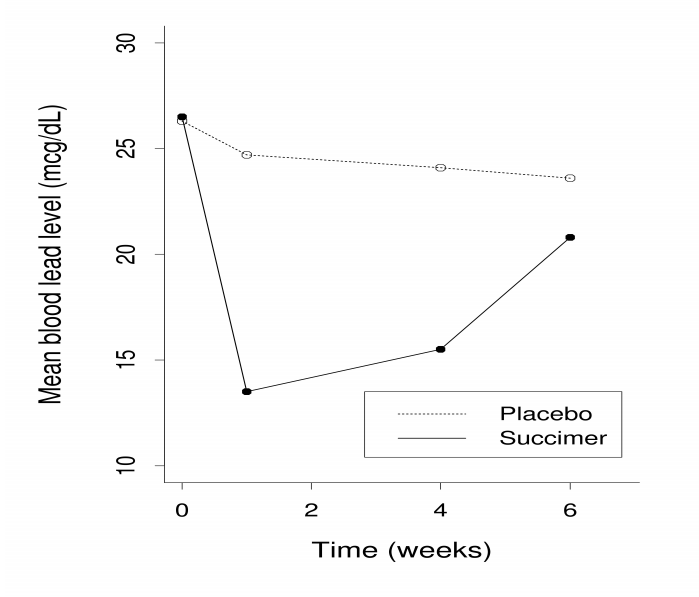 Mean blood lead level (mcg/dL)
30
25
20
15
10
Placebo
Succimer
0 2 4 6
Time (weeks)